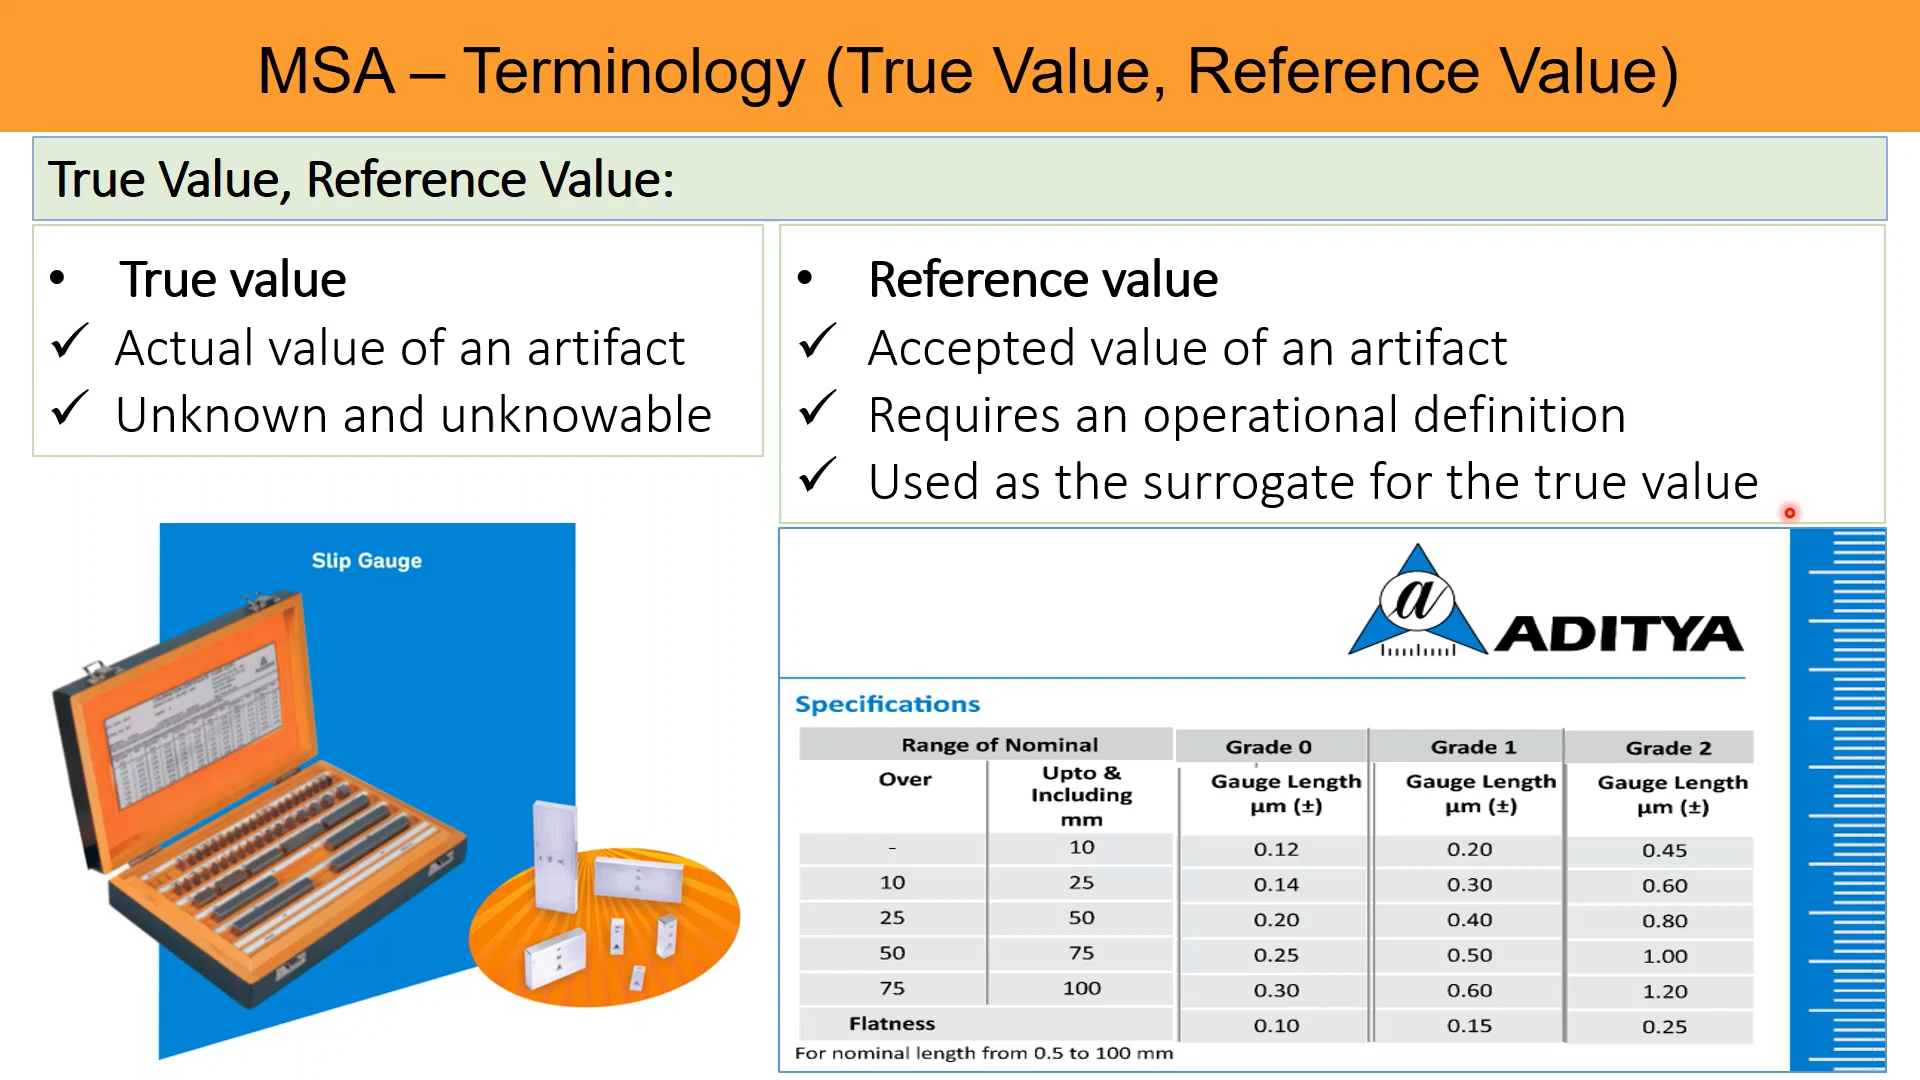 MSA – Terminology (True Value, Reference Value)
True Value, Reference Value:
• True value
✓ Actual value of an artifact
✓ Unknown and unknowable
• Reference value
✓ Accepted value of an artifact
✓ Requires an operational definition
✓ Used as the surrogate for the true value
Slip Gauge
a ADITYA
Specifications
Range of Nominal Grade 0 Grade 1 Grade 2
Over Upto & Including mm Gauge Length µm (±) Gauge Length µm (±) Gauge Length µm (±)
- 10 0.12 0.20 0.45
10 25 0.14 0.30 0.60
25 50 0.20 0.40 0.80
50 75 0.25 0.50 1.00
75 100 0.30 0.60 1.20
Flatness 0.10 0.15 0.25
For nominal length from 0.5 to 100 mm